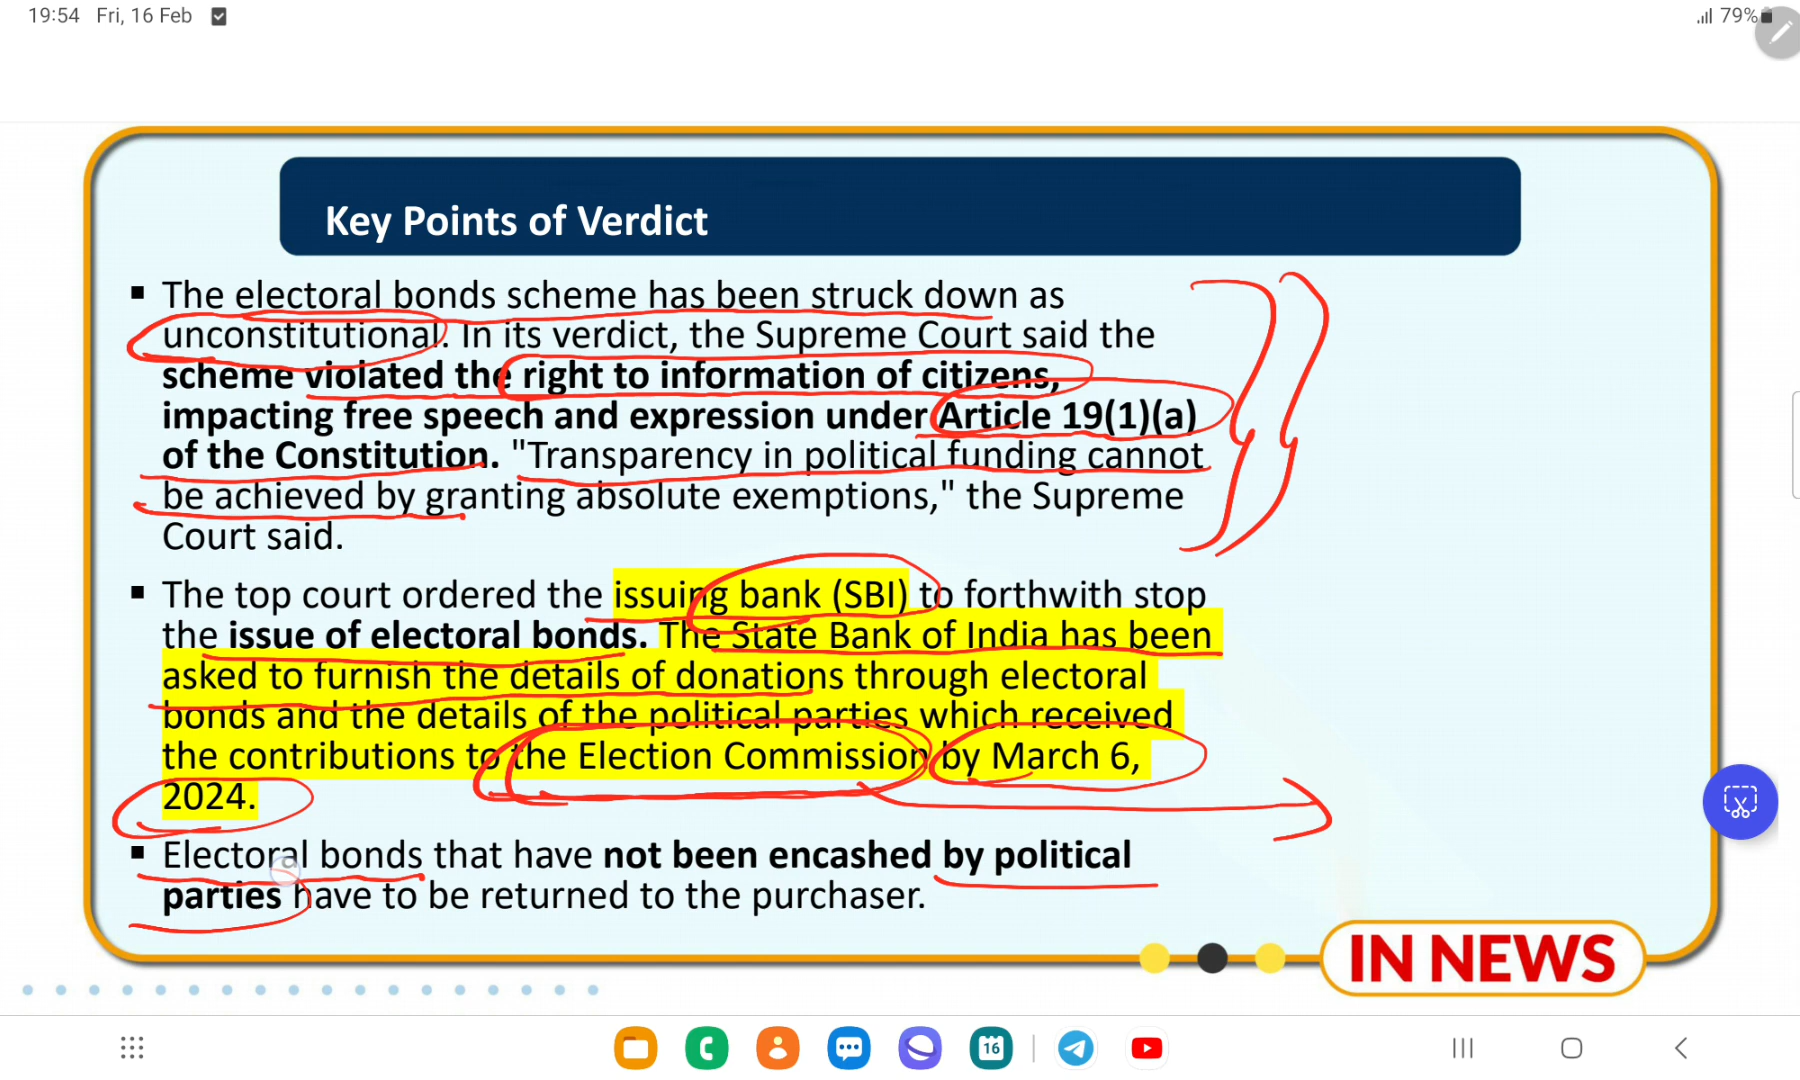 19:54 Fri, 16 Feb
79%
Key Points of Verdict
▪ The electoral bonds scheme has been struck down as
unconstitutional. In its verdict, the Supreme Court said the
scheme violated the right to information of citizens,
impacting free speech and expression under Article 19(1)(a)
of the Constitution. "Transparency in political funding cannot
be achieved by granting absolute exemptions," the Supreme
Court said.
▪ The top court ordered the issuing bank (SBI) to forthwith stop
the issue of electoral bonds. The State Bank of India has been
asked to furnish the details of donations through electoral
bonds and the details of the political parties which received
the contributions to the Election Commission by March 6,
2024.
▪ Electoral bonds that have not been encashed by political
parties have to be returned to the purchaser.
IN NEWS
16